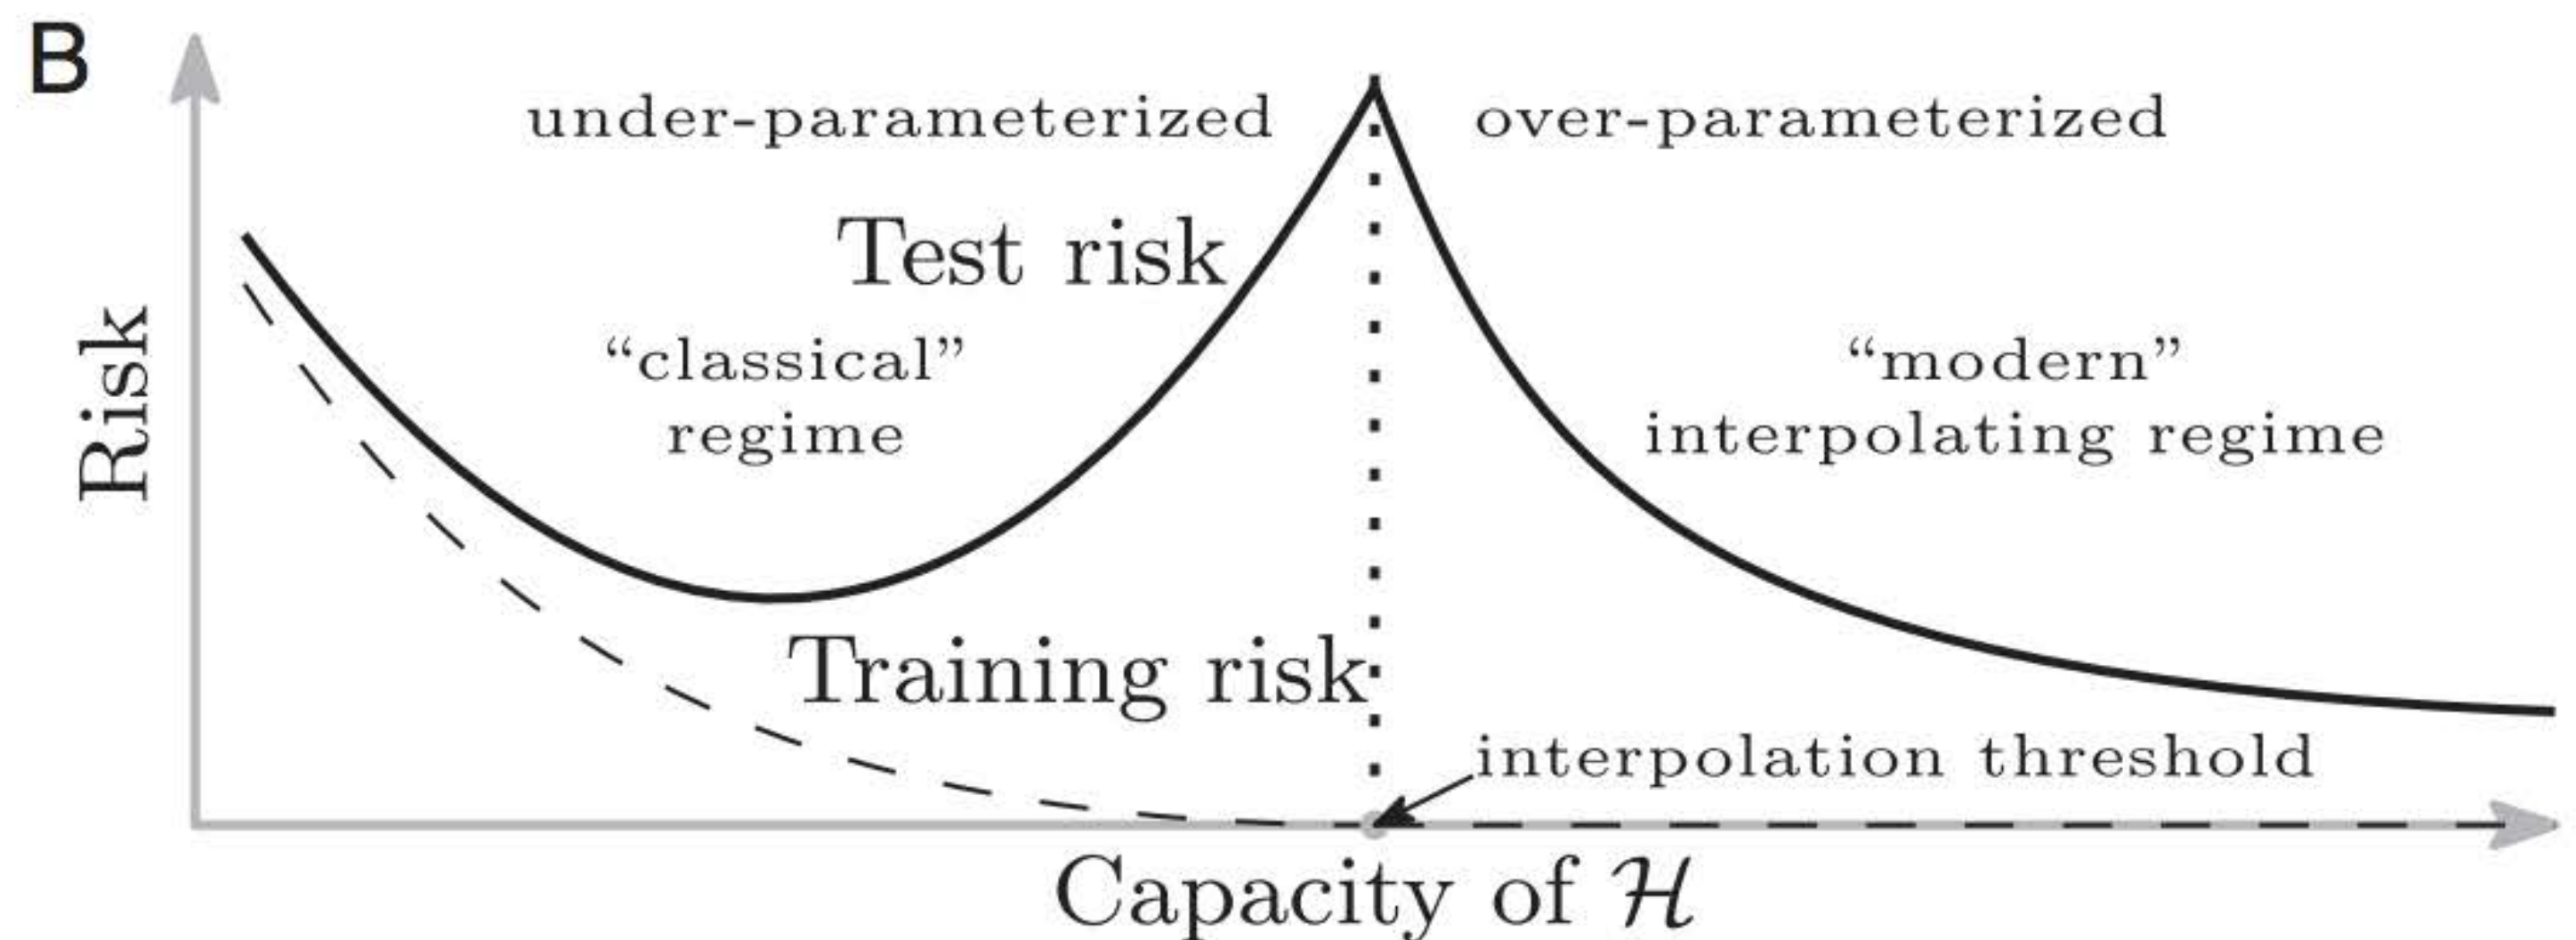 B
under-parameterized
over-parameterized
Test risk
“classical”
regime
“modern”
interpolating regime
Risk
Training risk
interpolation threshold
Capacity of ℋ